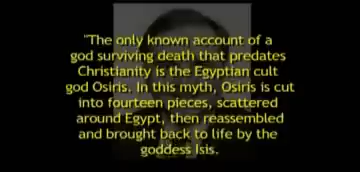 "The only known account of a
god surviving death that predates
Christianity is the Egyptian cult
god Osiris. In this myth, Osiris is cut
into fourteen pieces, scattered
around Egypt, then reassembled
and brought back to life by the
goddess Isis.